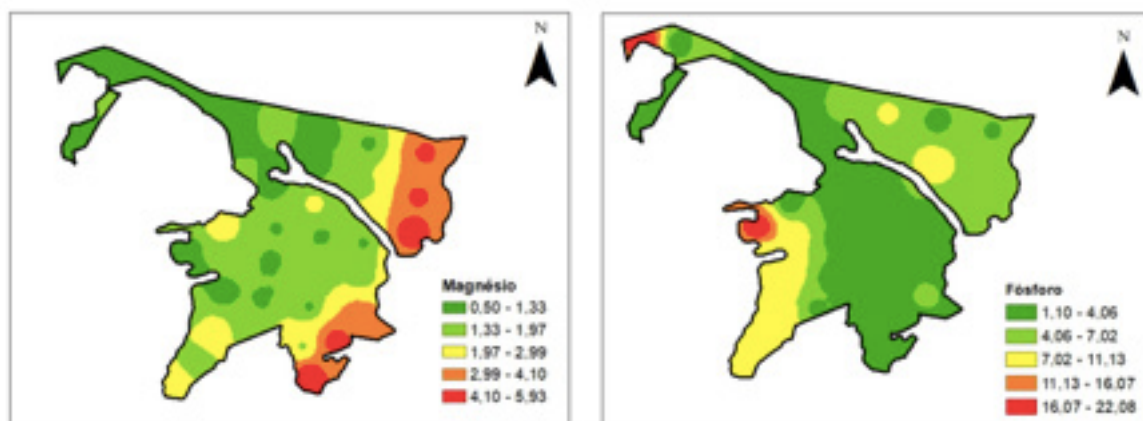 N
Magnésio
0,50 - 1,33
1,33 - 1,97
1,97 - 2,99
2,99 - 4,10
4,10 - 5,93
N
Fósforo
1,10 - 4,06
4,06 - 7,02
7,02 - 11,13
11,13 - 16,07
16,07 - 22,08